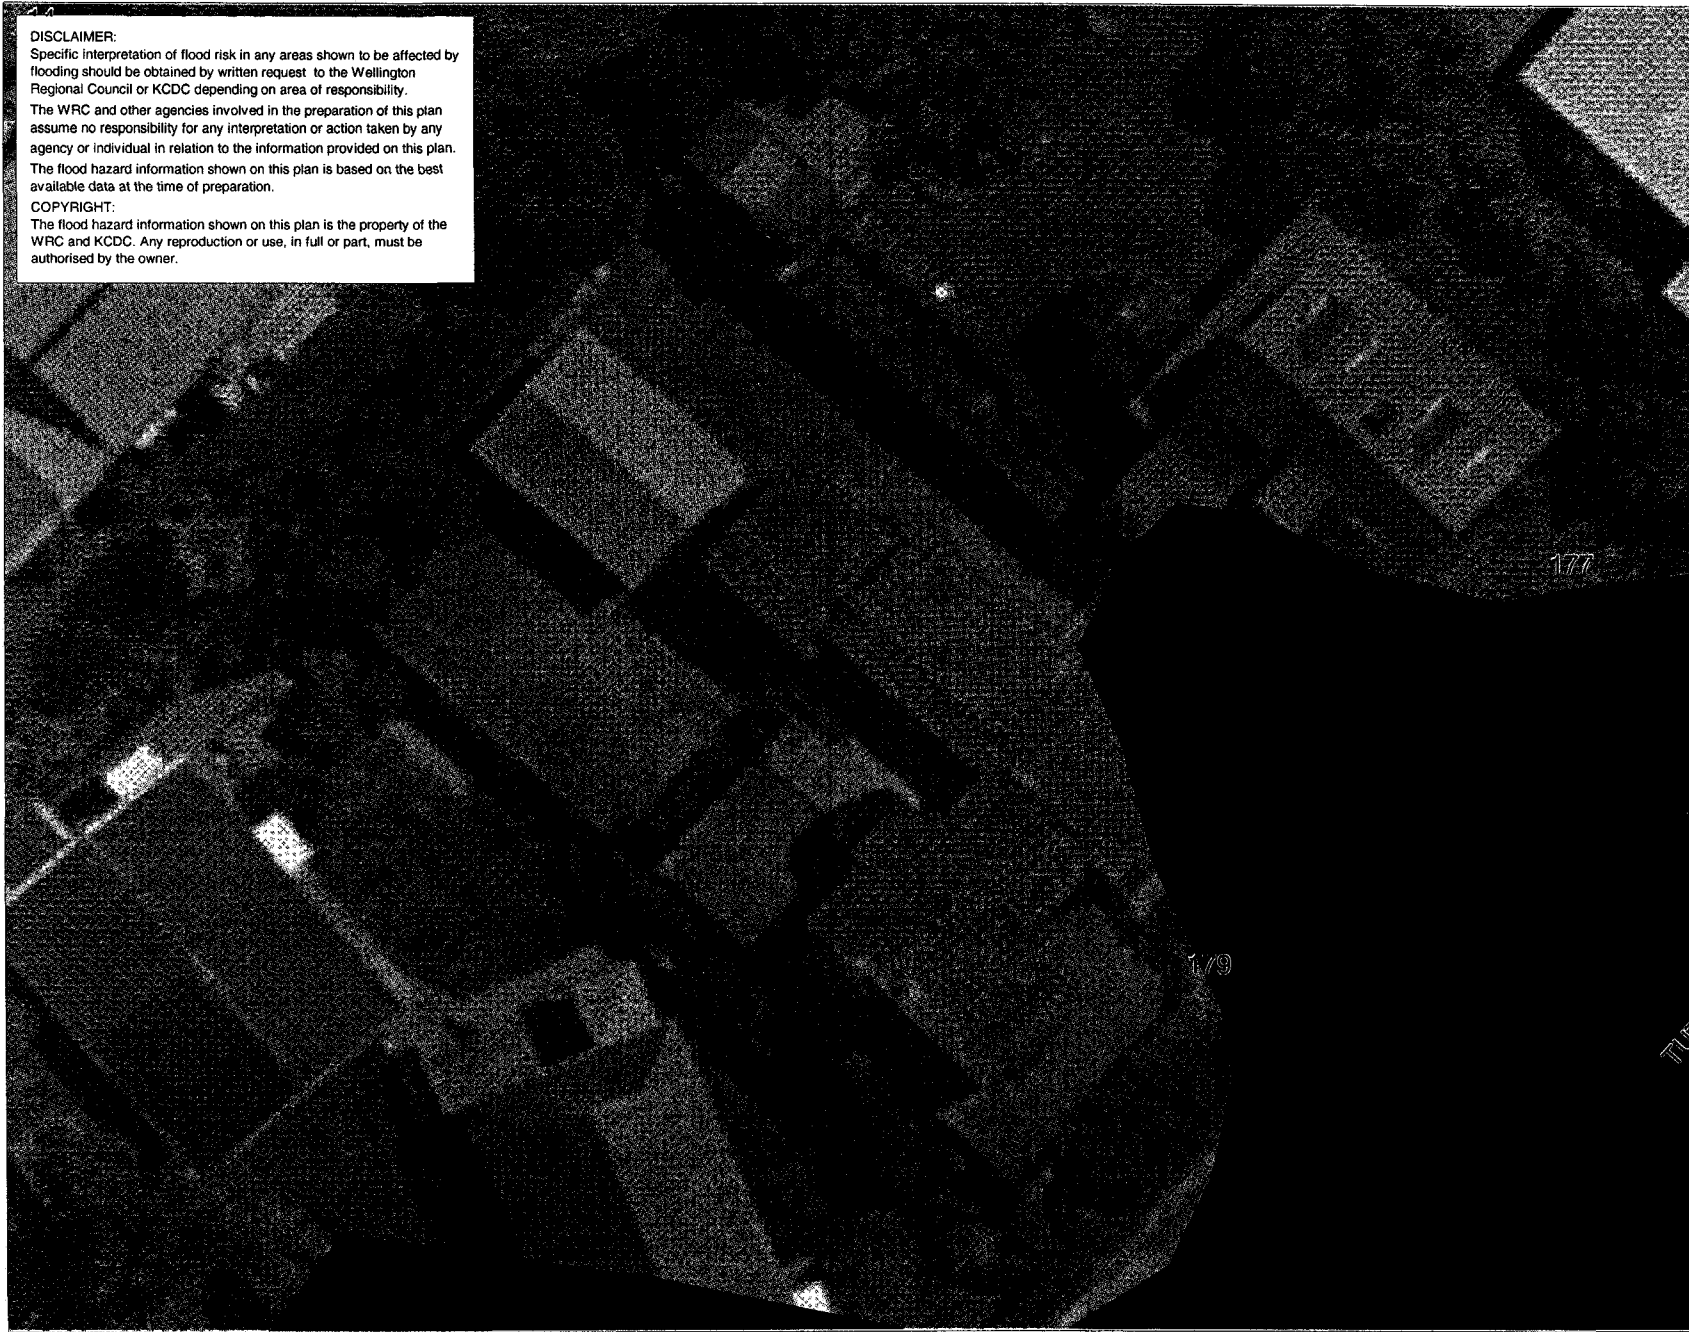 DISCLAIMER:
Specific interpretation of flood risk in any areas shown to be affected by
flooding should be obtained by written request to the Wellington
Regional Council or KCDC depending on area of responsibility.
The WRC and other agencies involved in the preparation of this plan
assume no responsibility for any interpretation or action taken by any
agency or individual in relation to the information provided on this plan.
The flood hazard information shown on this plan is based on the best
available data at the time of preparation.
COPYRIGHT:
The flood hazard information shown on this plan is the property of the
WRC and KCDC. Any reproduction or use, in full or part, must be
authorised by the owner.
177
179